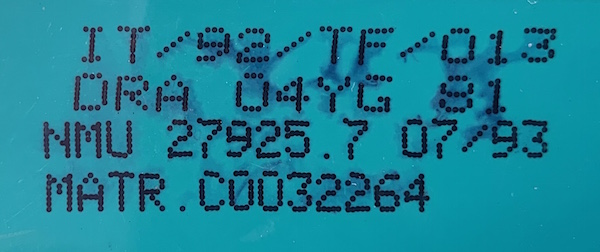 IT/92/TF/013
DRA 04YG 81
NMU 27925.7 07/93
MATR.C0032264